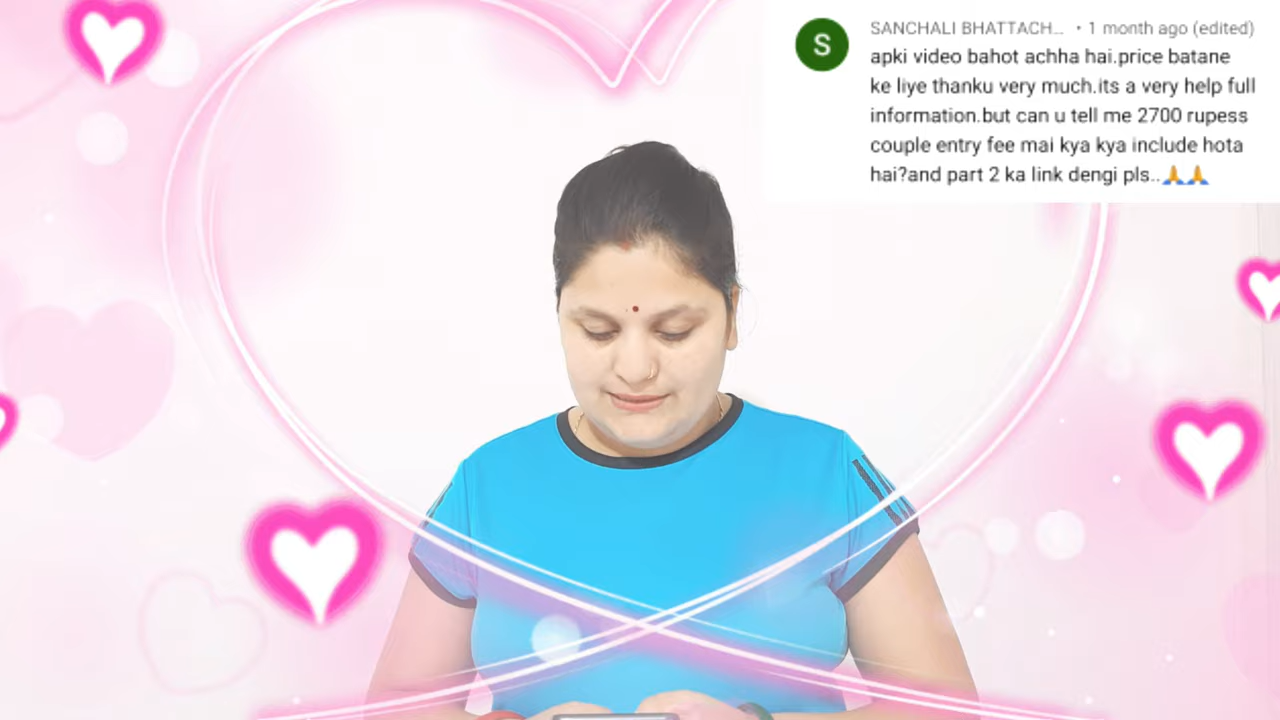 S
SANCHALI BHATTACH… • 1 month ago (edited)
apki video bahot achha hai.price batane
ke liye thanku very much.its a very help full
information.but can u tell me 2700 rupess
couple entry fee mai kya kya include hota
hai?and part 2 ka link dengi pls..🙏🙏